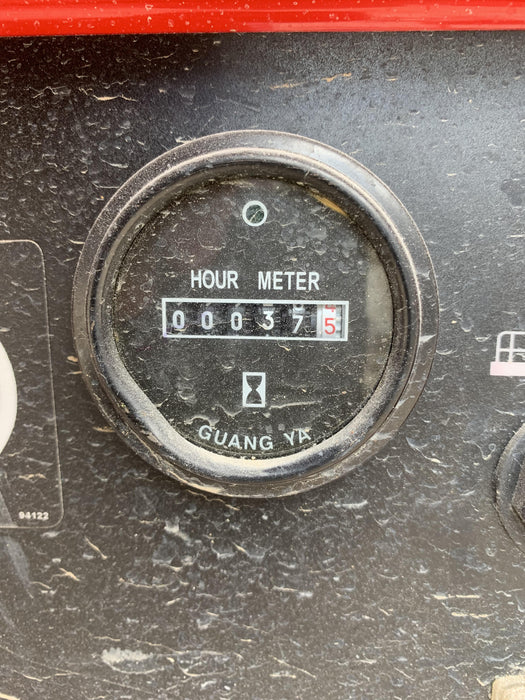 HOUR METER
000375
GUANG YA
94122